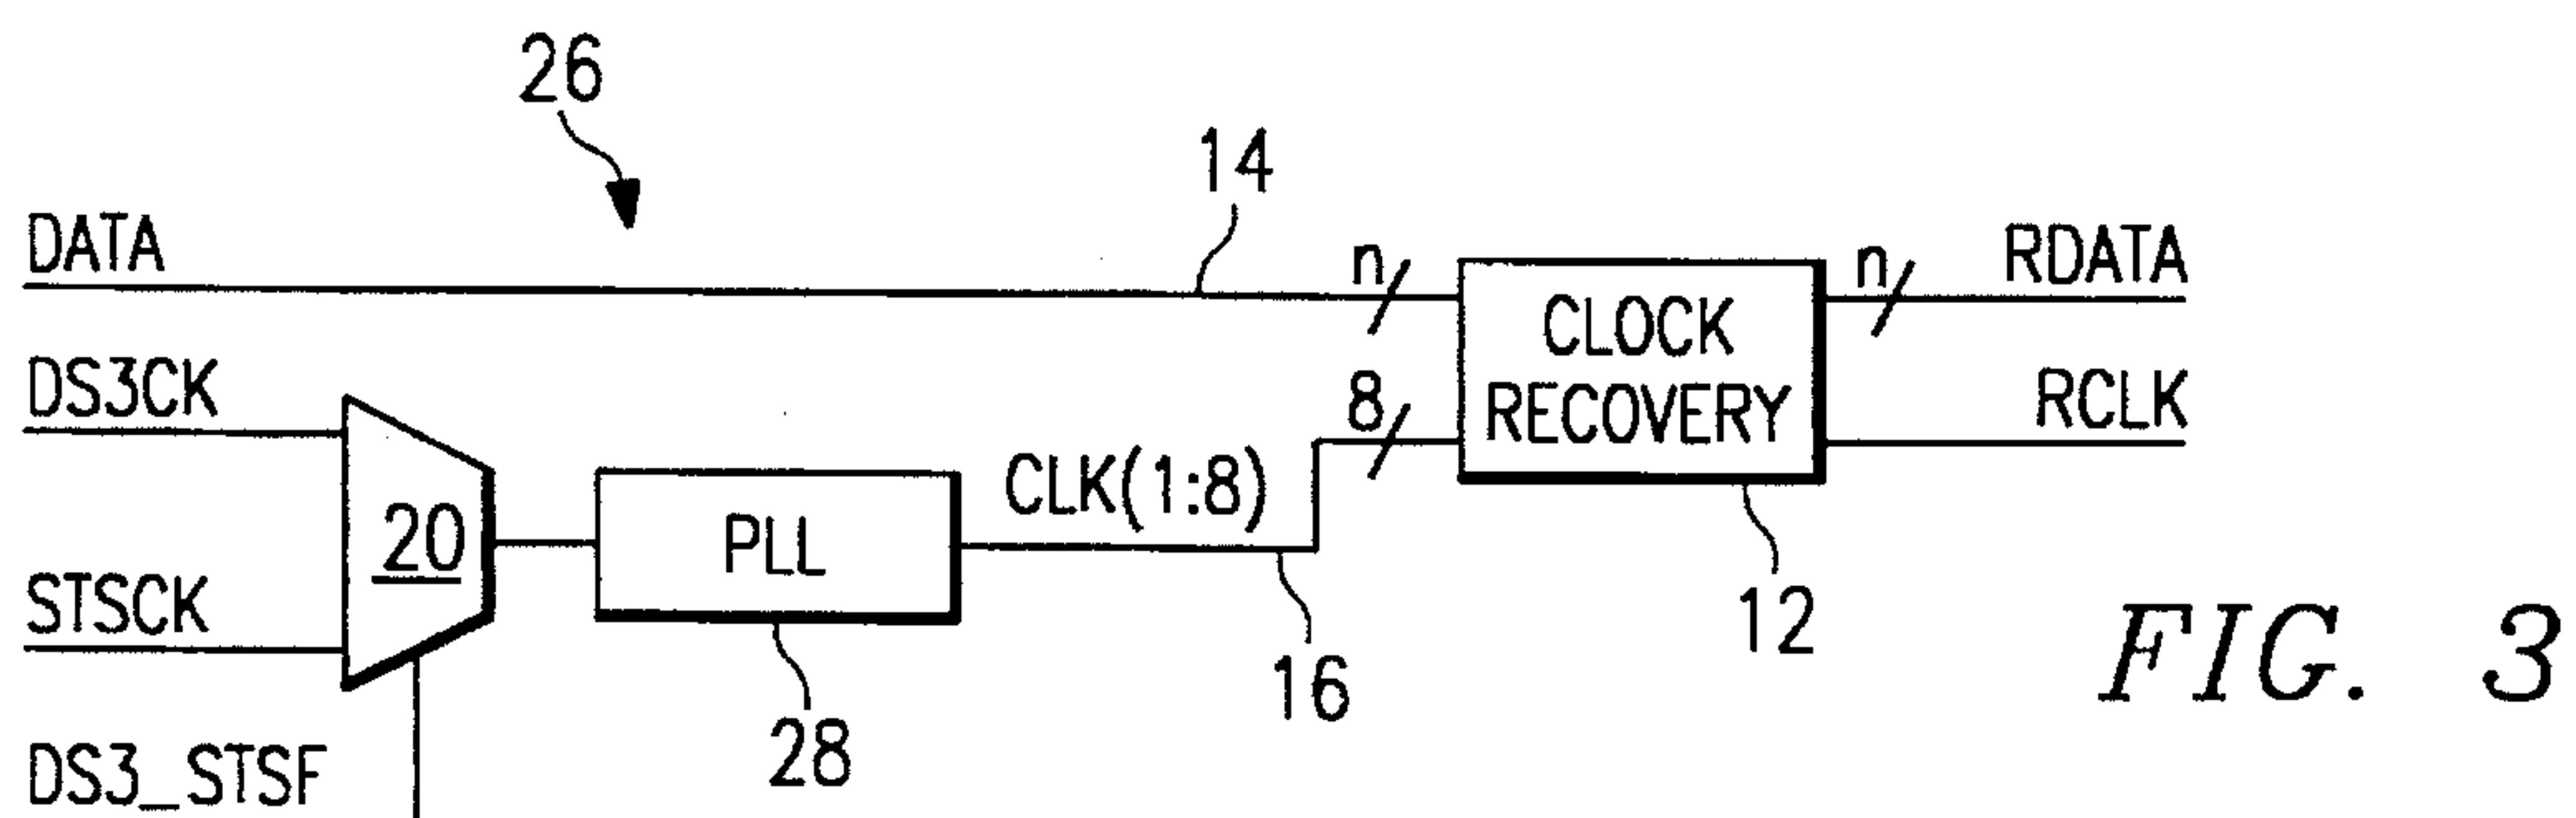 26
14
DATA
n
n
RDATA
CLOCK
RECOVERY
DS3CK
8
RCLK
CLK(1:8)
20
PLL
STSCK
12
16
28
DS3_STSF
FIG. 3